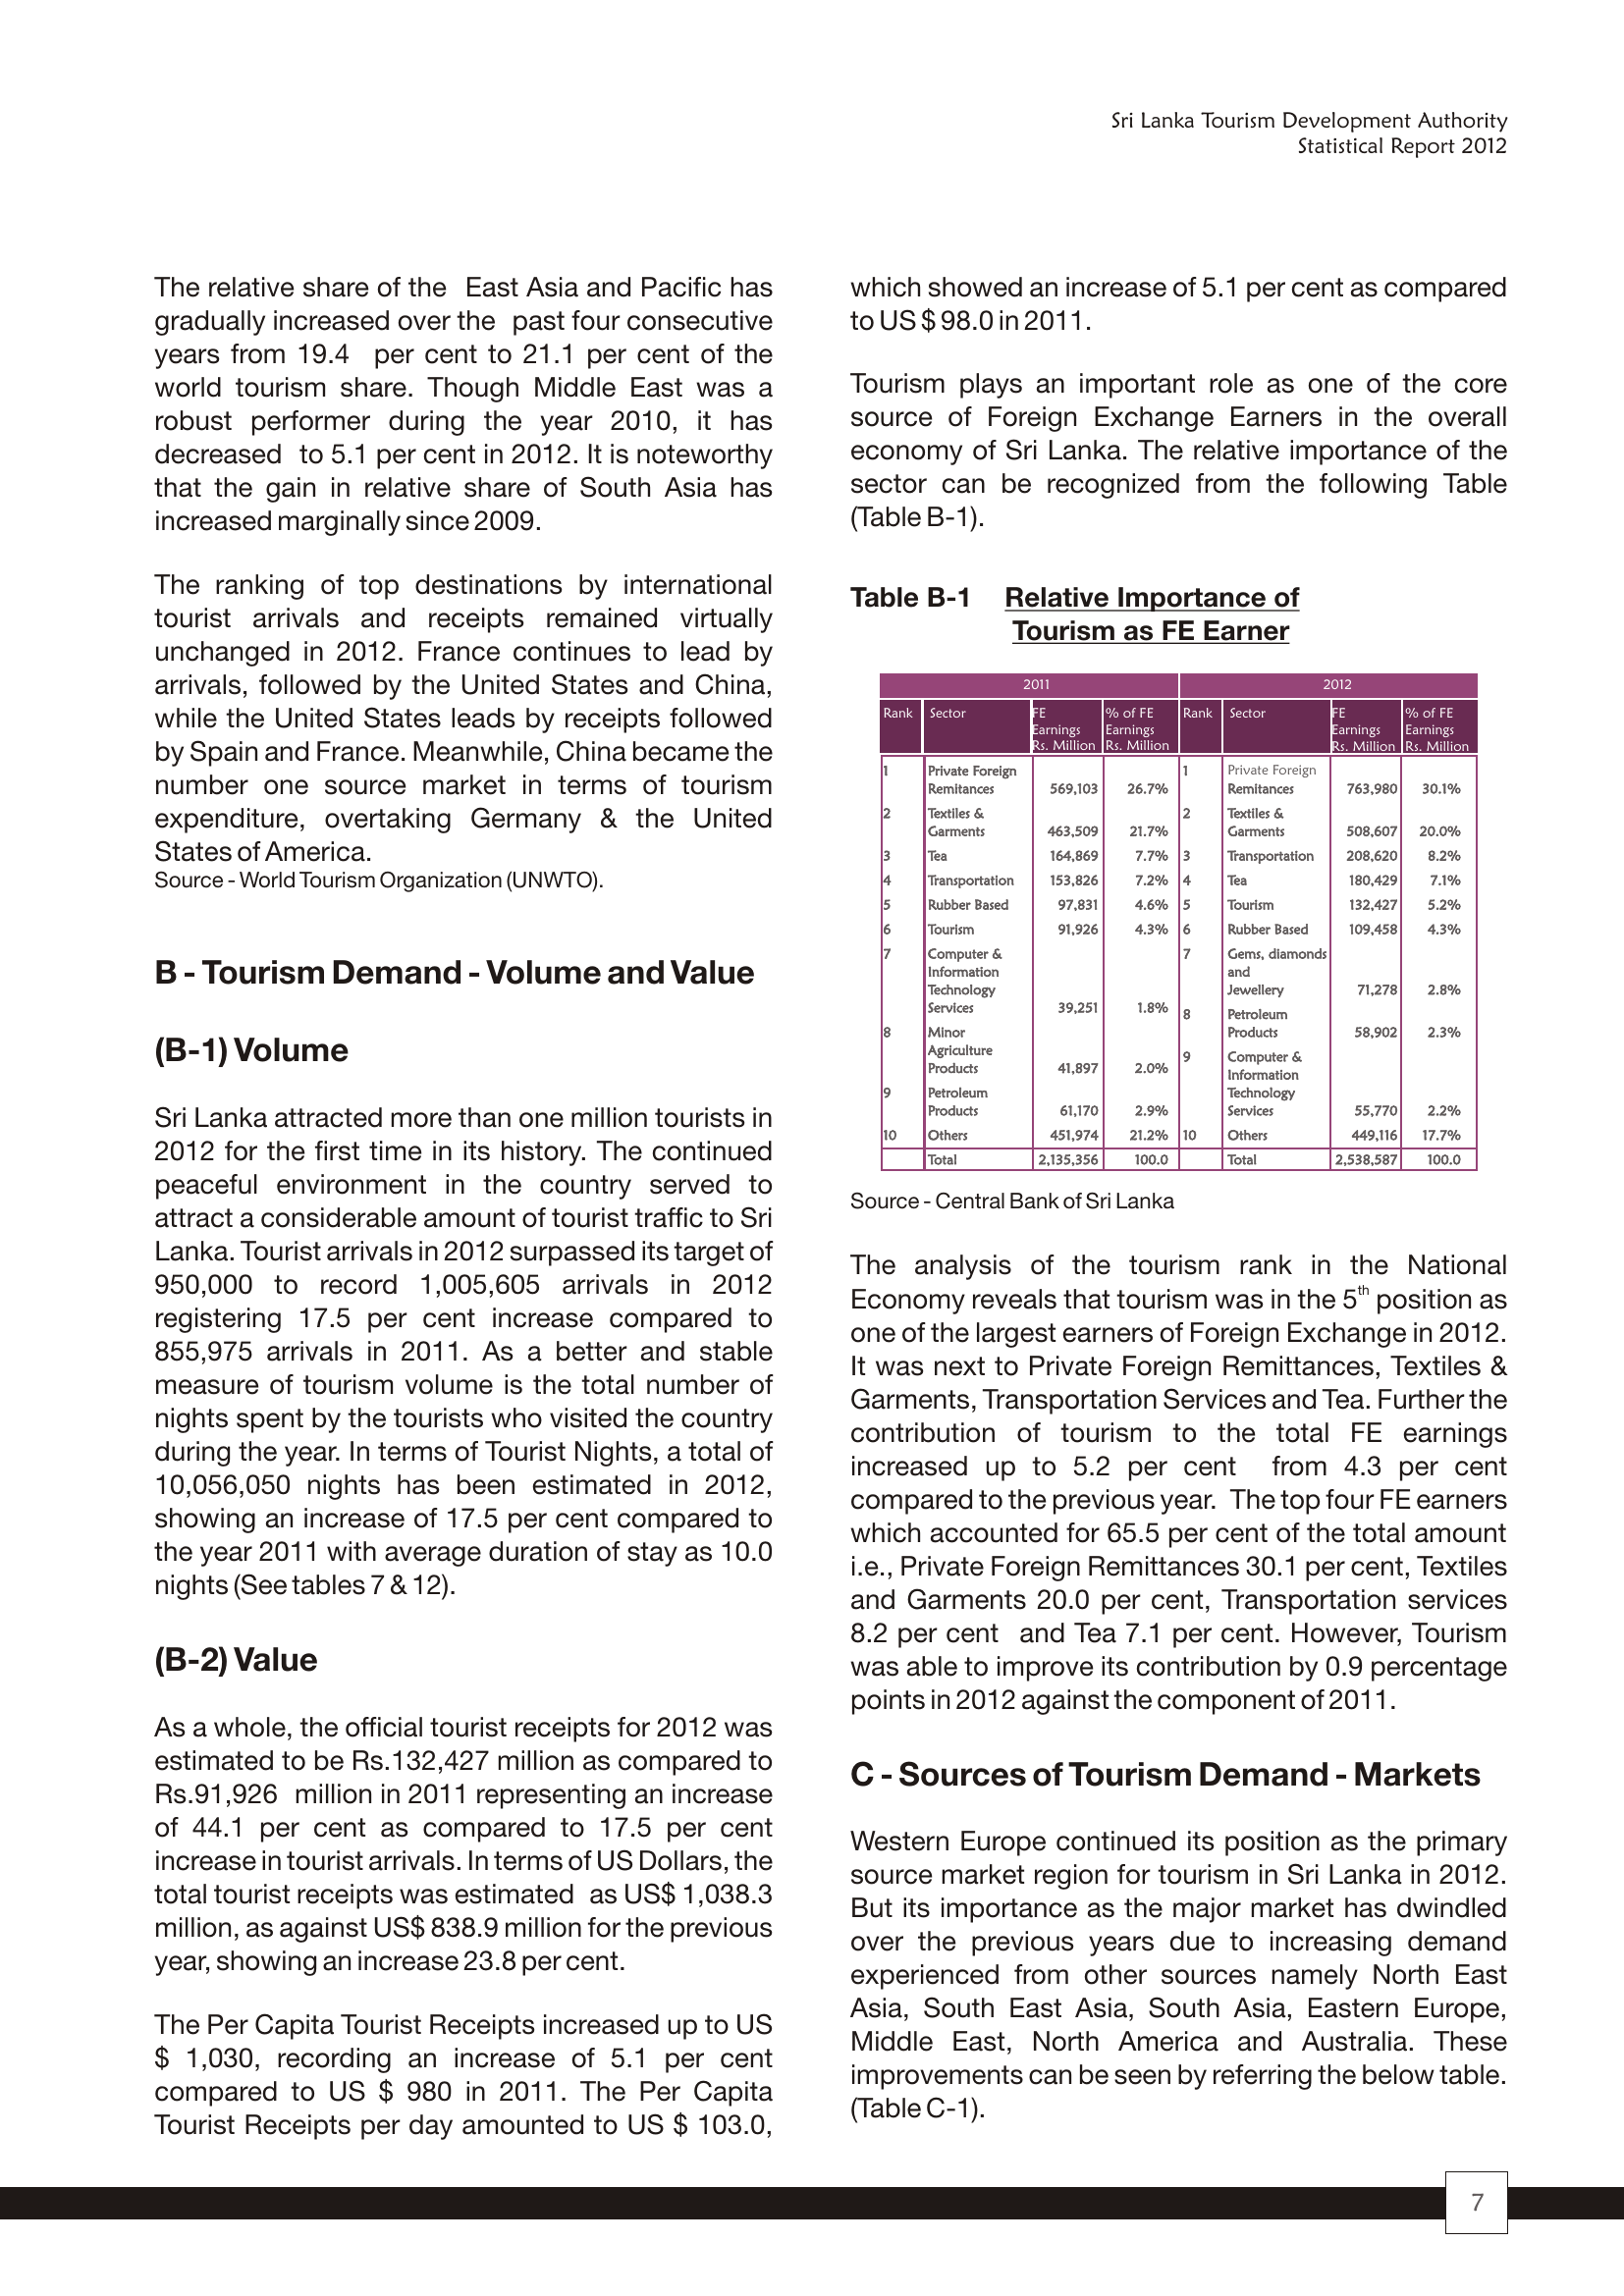 Sri Lanka Tourism Development Authority
Statistical Report 2012
The relative share of the East Asia and Pacific has
gradually increased over the past four consecutive
years from 19.4 per cent to 21.1 per cent of the
world tourism share. Though Middle East was a
robust performer during the year 2010, it has
decreased to 5.1 per cent in 2012. It is noteworthy
that the gain in relative share of South Asia has
increased marginally since 2009.
The ranking of top destinations by international
tourist arrivals and receipts remained virtually
unchanged in 2012. France continues to lead by
arrivals, followed by the United States and China,
while the United States leads by receipts followed
by Spain and France. Meanwhile, China became the
number one source market in terms of tourism
expenditure, overtaking Germany & the United
States of America.
Source - World Tourism Organization (UNWTO).
B - Tourism Demand - Volume and Value
(B-1) Volume
Sri Lanka attracted more than one million tourists in
2012 for the first time in its history. The continued
peaceful environment in the country served to
attract a considerable amount of tourist traffic to Sri
Lanka. Tourist arrivals in 2012 surpassed its target of
950,000 to record 1,005,605 arrivals in 2012
registering 17.5 per cent increase compared to
855,975 arrivals in 2011. As a better and stable
measure of tourism volume is the total number of
nights spent by the tourists who visited the country
during the year. In terms of Tourist Nights, a total of
10,056,050 nights has been estimated in 2012,
showing an increase of 17.5 per cent compared to
the year 2011 with average duration of stay as 10.0
nights (See tables 7 & 12).
(B-2) Value
As a whole, the official tourist receipts for 2012 was
estimated to be Rs.132,427 million as compared to
Rs.91,926 million in 2011 representing an increase
of 44.1 per cent as compared to 17.5 per cent
increase in tourist arrivals. In terms of US Dollars, the
total tourist receipts was estimated as US$ 1,038.3
million, as against US$ 838.9 million for the previous
year, showing an increase 23.8 per cent.
The Per Capita Tourist Receipts increased up to US
$ 1,030, recording an increase of 5.1 per cent
compared to US $ 980 in 2011. The Per Capita
Tourist Receipts per day amounted to US $ 103.0,
which showed an increase of 5.1 per cent as compared
to US $ 98.0 in 2011.
Tourism plays an important role as one of the core
source of Foreign Exchange Earners in the overall
economy of Sri Lanka. The relative importance of the
sector can be recognized from the following Table
(Table B-1).
Table B-1 Relative Importance of
Tourism as FE Earner
2011 2012
Rank Sector FE % of FE Rank Sector FE % of FE
Earnings Earnings Earnings Earnings
Rs. Million Rs. Million Rs. Million Rs. Million
1 Private Foreign 1 Private Foreign
Remitances 569,103 26.7% Remitances 763,980 30.1%
2 Textiles & 2 Textiles &
Garments 463,509 21.7% Garments 508,607 20.0%
3 Tea 164,869 7.7% 3 Transportation 208,620 8.2%
4 Transportation 153,826 7.2% 4 Tea 180,429 7.1%
5 Rubber Based 97,831 4.6% 5 Tourism 132,427 5.2%
6 Tourism 91,926 4.3% 6 Rubber Based 109,458 4.3%
7 Computer & 7 Gems, diamonds
Information and
Technology Jewellery 71,278 2.8%
Services 39,251 1.8%
8 Petroleum
8 Minor Products 58,902 2.3%
Agriculture
9 Computer &
Products 41,897 2.0% Information
9 Petroleum Technology
Products 61,170 2.9% Services 55,770 2.2%
10 Others 451,974 21.2% 10 Others 449,116 17.7%
Total 2,135,356 100.0 Total 2,538,587 100.0
Source - Central Bank of Sri Lanka
The analysis of the tourism rank in the National
Economy reveals that tourism was in the 5th position as
one of the largest earners of Foreign Exchange in 2012.
It was next to Private Foreign Remittances, Textiles &
Garments, Transportation Services and Tea. Further the
contribution of tourism to the total FE earnings
increased up to 5.2 per cent from 4.3 per cent
compared to the previous year. The top four FE earners
which accounted for 65.5 per cent of the total amount
i.e., Private Foreign Remittances 30.1 per cent, Textiles
and Garments 20.0 per cent, Transportation services
8.2 per cent and Tea 7.1 per cent. However, Tourism
was able to improve its contribution by 0.9 percentage
points in 2012 against the component of 2011.
C - Sources of Tourism Demand - Markets
Western Europe continued its position as the primary
source market region for tourism in Sri Lanka in 2012.
But its importance as the major market has dwindled
over the previous years due to increasing demand
experienced from other sources namely North East
Asia, South East Asia, South Asia, Eastern Europe,
Middle East, North America and Australia. These
improvements can be seen by referring the below table.
(Table C-1).
7